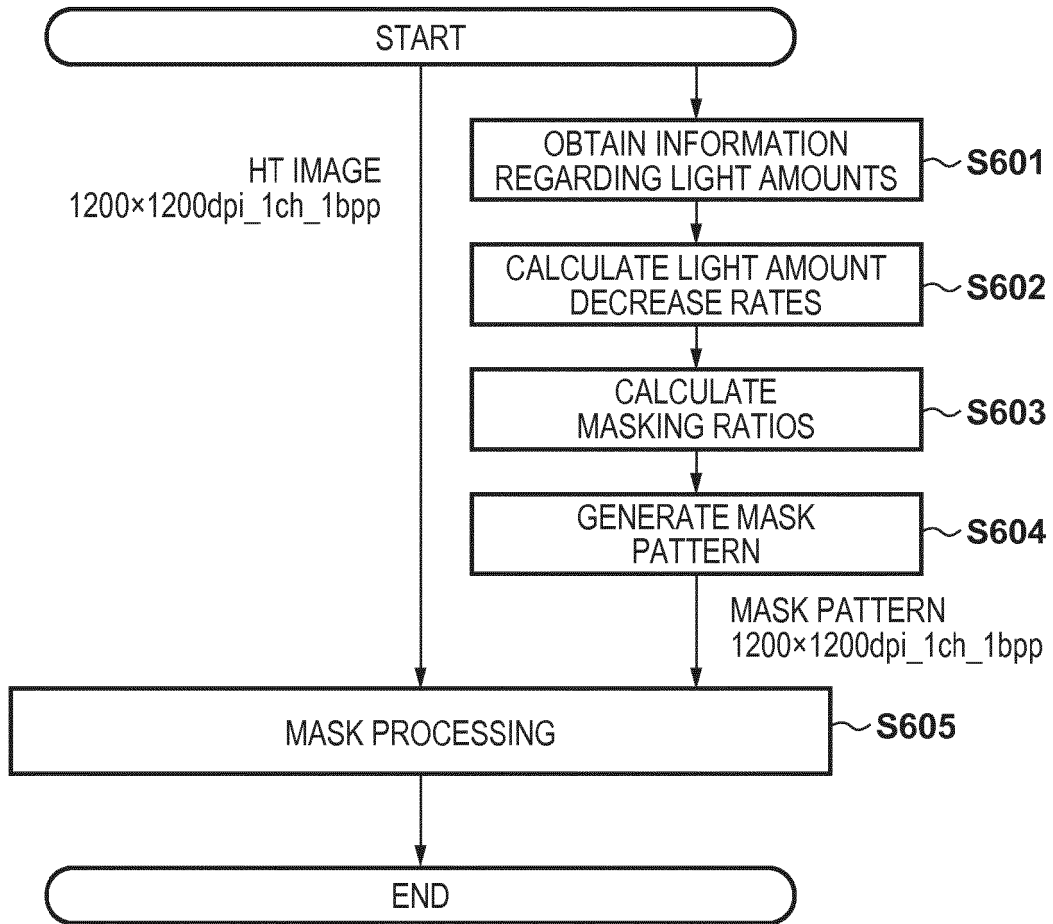 START
HT IMAGE
1200×1200dpi_1ch_1bpp
OBTAIN INFORMATION
REGARDING LIGHT AMOUNTS
S601
CALCULATE LIGHT AMOUNT
DECREASE RATES
S602
CALCULATE
MASKING RATIOS
S603
GENERATE MASK
PATTERN
S604
MASK PATTERN
1200×1200dpi_1ch_1bpp
MASK PROCESSING
S605
END